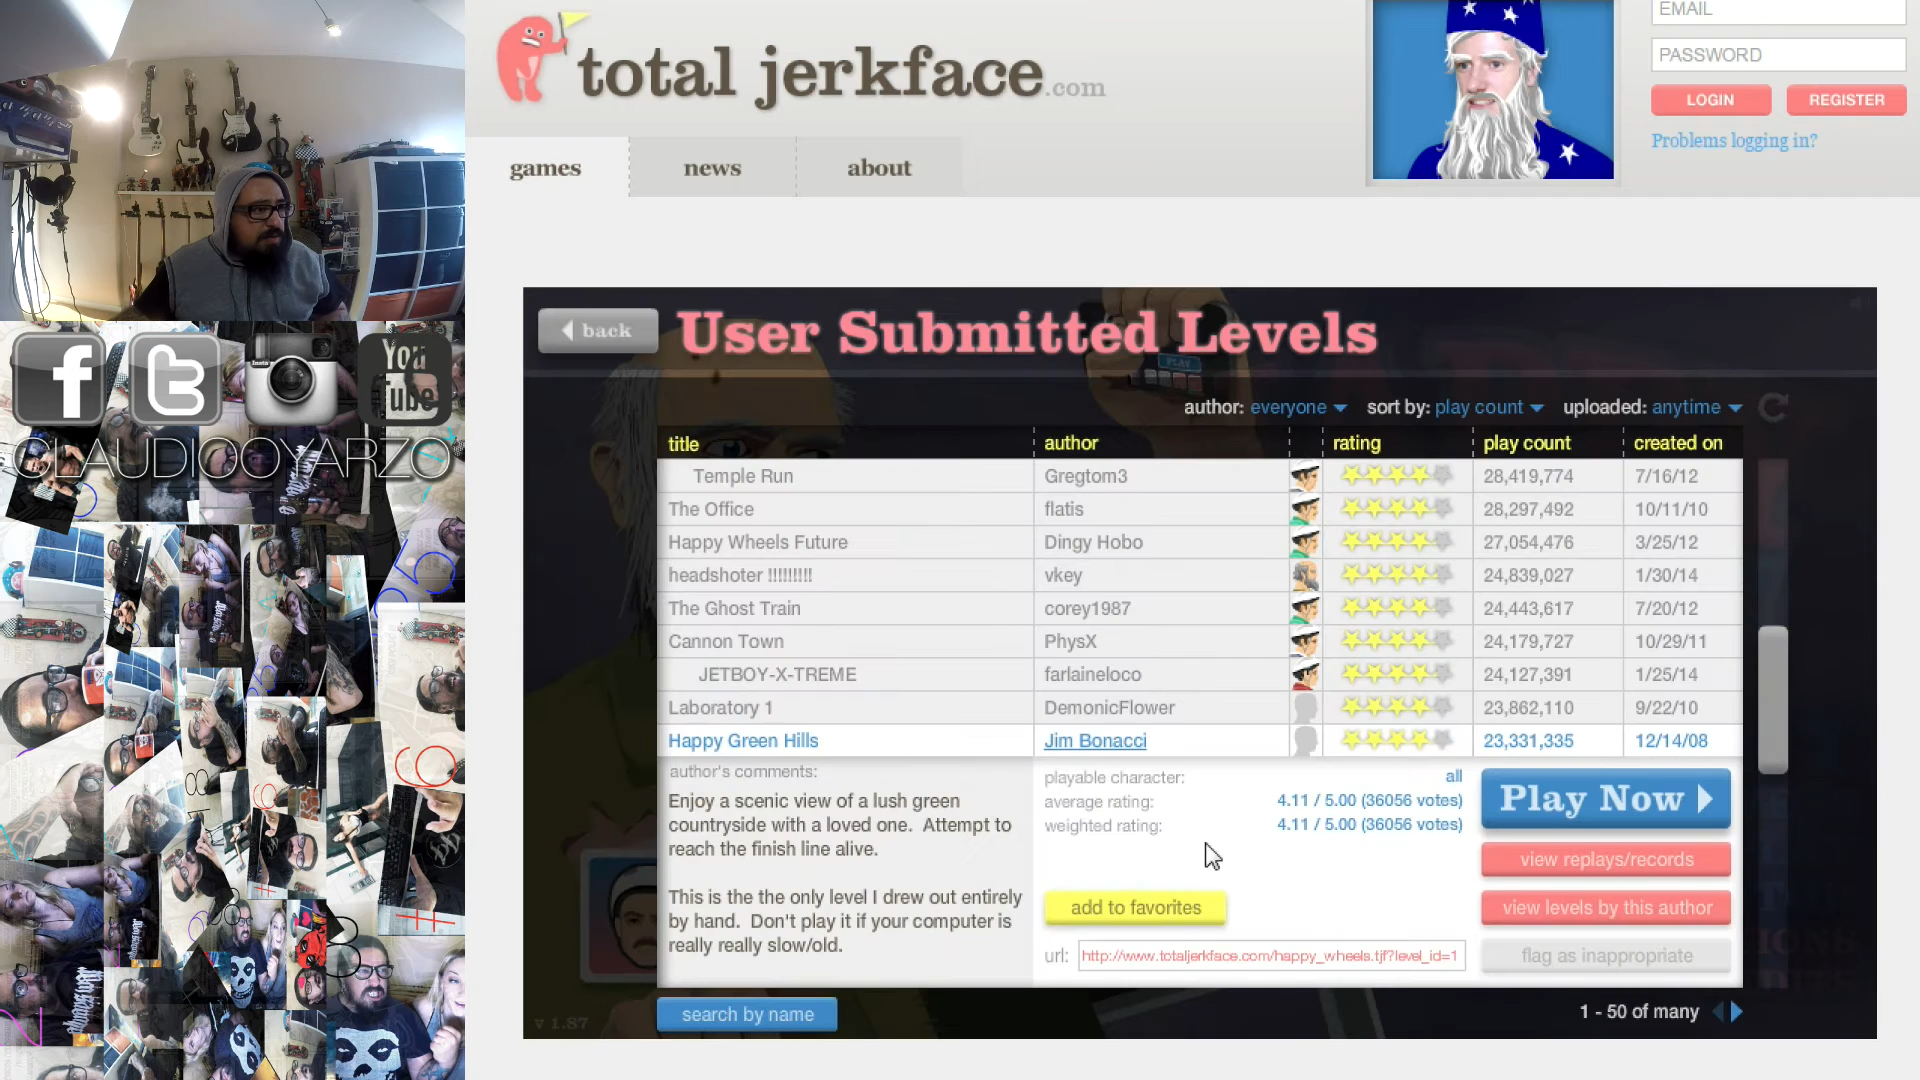 total jerkface.com
EMAIL
PASSWORD
LOGIN REGISTER
Problems logging in?
games news about
back
User Submitted Levels
author: everyone sort by: play count uploaded: anytime
title author rating play count created on
Temple Run Gregtom3 28,419,774 7/16/12
The Office flatis 28,297,492 10/11/10
Happy Wheels Future Dingy Hobo 27,054,476 3/25/12
headshoter !!!!!!!!! vkey 24,839,027 1/30/14
The Ghost Train corey1987 24,443,617 7/20/12
Cannon Town PhysX 24,179,727 10/29/11
JETBOY-X-TREME farlaineloco 24,127,391 1/25/14
Laboratory 1 DemonicFlower 23,862,110 9/22/10
Happy Green Hills Jim Bonacci 23,331,335 12/14/08
author's comments:
Enjoy a scenic view of a lush green
countryside with a loved one. Attempt to
reach the finish line alive.
This is the the only level I drew out entirely
by hand. Don't play it if your computer is
really really slow/old.
playable character: all
average rating: 4.11 / 5.00 (36056 votes)
weighted rating: 4.11 / 5.00 (36056 votes)
add to favorites
url: http://www.totaljerkface.com/happy_wheels.tjf?level_id=1
Play Now
view replays/records
view levels by this author
flag as inappropriate
v 1.87
search by name
1 - 50 of many
f t Insta You Tube
CLAUDIOOYARZO